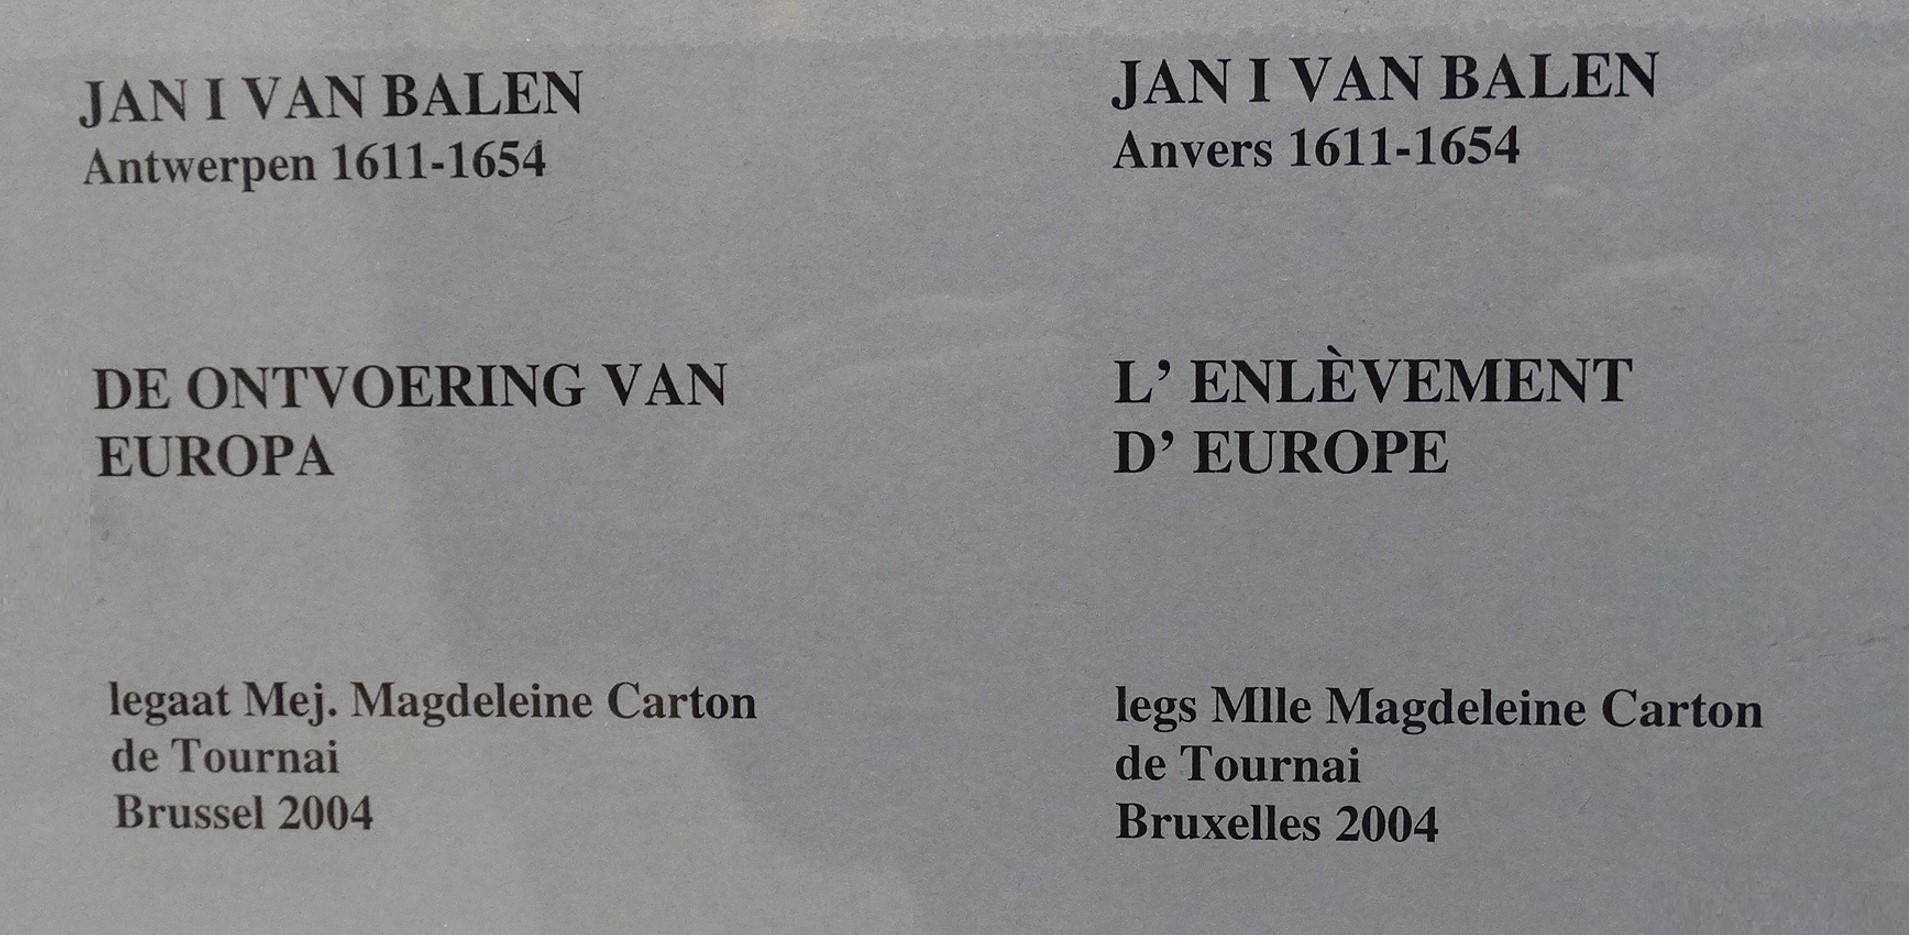 JAN I VAN BALEN
Antwerpen 1611-1654
DE ONTVOERING VAN
EUROPA
legaat Mej. Magdeleine Carton
de Tournai
Brussel 2004
JAN I VAN BALEN
Anvers 1611-1654
L’ ENLÈVEMENT
D’ EUROPE
legs Mlle Magdeleine Carton
de Tournai
Bruxelles 2004